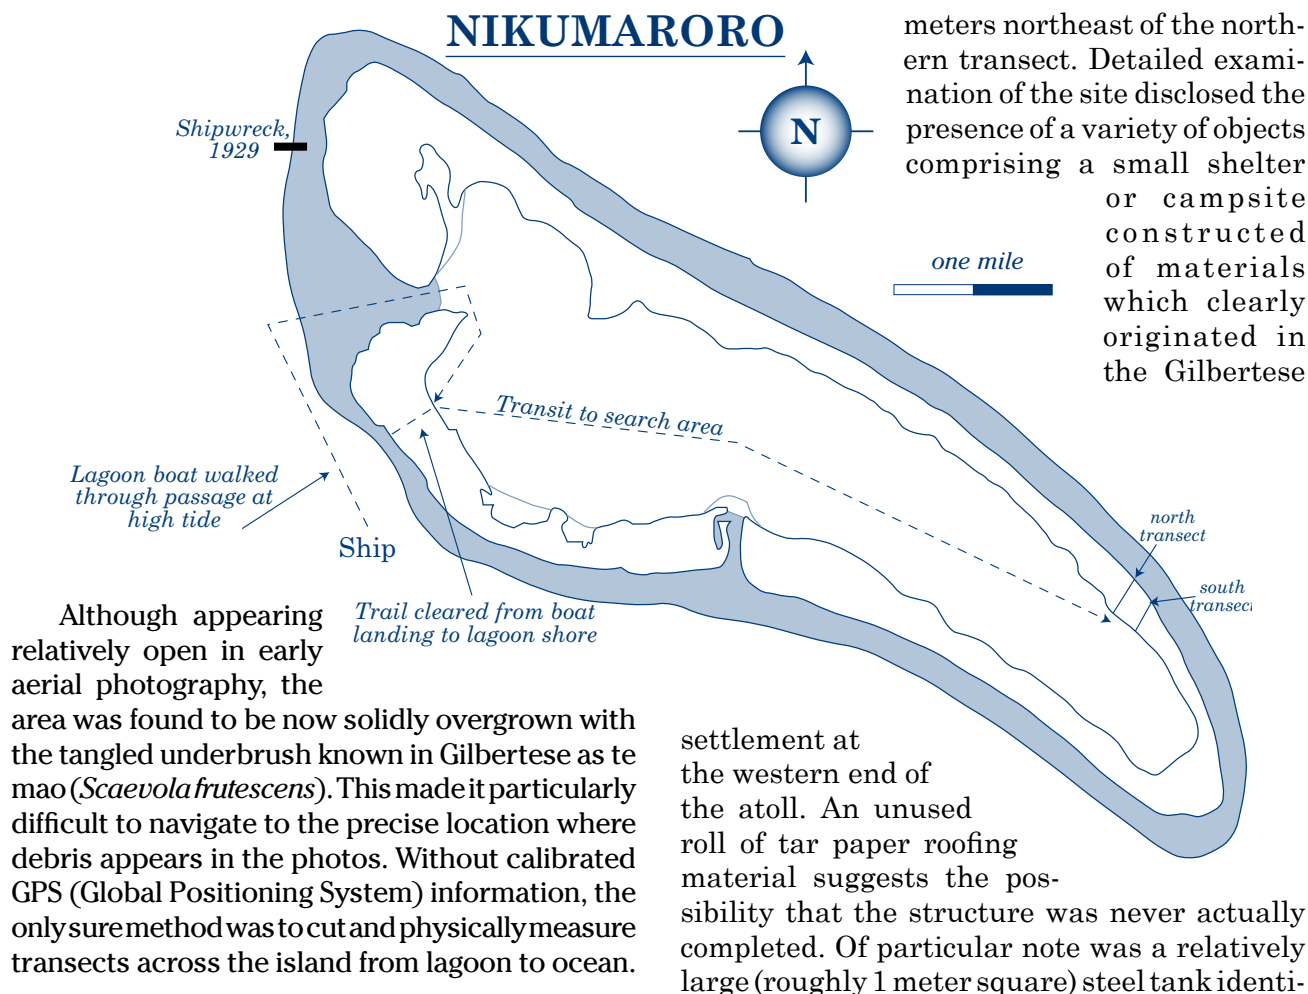 NIKUMARORO
N
Shipwreck,
1929
one mile
Transit to search area
Lagoon boat walked
through passage at
high tide
Ship
Trail cleared from boat
landing to lagoon shore
north
transect
south
transect
Although appearing
relatively open in early
aerial photography, the
area was found to be now solidly overgrown with
the tangled underbrush known in Gilbertese as te
mao (Scaevola frutescens). This made it particularly
difficult to navigate to the precise location where
debris appears in the photos. Without calibrated
GPS (Global Positioning System) information, the
only sure method was to cut and physically measure
transects across the island from lagoon to ocean.
meters northeast of the north-
ern transect. Detailed exami-
nation of the site disclosed the
presence of a variety of objects
comprising a small shelter
or campsite
constructed
of materials
which clearly
originated in
the Gilbertese
settlement at
the western end of
the atoll. An unused
roll of tar paper roofing
material suggests the pos-
sibility that the structure was never actually
completed. Of particular note was a relatively
large (roughly 1 meter square) steel tank identi-